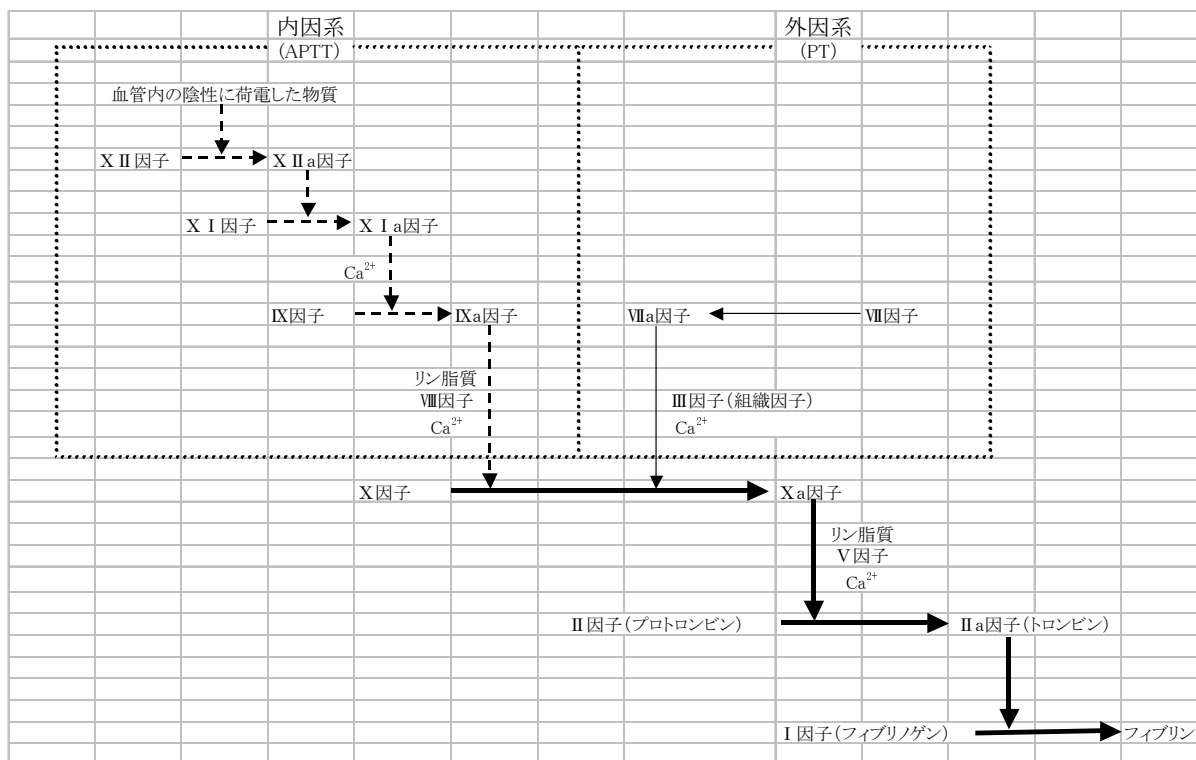 内因系
(APTT)
外因系
(PT)
血管内の陰性に荷電した物質
ⅩⅡ因子
ⅩⅡa因子
ⅩⅠ因子
ⅩⅠa因子
Ca²⁺
Ⅸ因子
Ⅸa因子
Ⅶa因子
Ⅶ因子
リン脂質
Ⅷ因子
Ca²⁺
Ⅲ因子(組織因子)
Ca²⁺
Ⅹ因子
Ⅹa因子
リン脂質
Ⅴ因子
Ca²⁺
Ⅱ因子(プロトロンビン)
Ⅱa因子(トロンビン)
Ⅰ因子(フィブリノゲン)
フィブリン